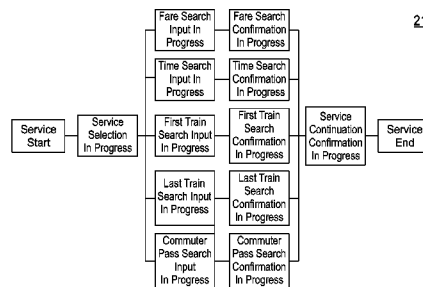 Fare Search
Input In
Progress
Fare Search
Confirmation
In Progress
Time Search
Input In
Progress
Time Search
Confirmation
In Progress
Service
Start
Service
Selection
In Progress
First Train
Search Input In
Progress
First Train
Search
Confirmation
In Progress
Service
Continuation
Confirmation
In Progress
Service
End
Last Train
Search Input
In Progress
Last Train
Search
Confirmation
In Progress
Commuter
Pass Search
Input
In Progress
Commuter
Pass Search
Confirmation
In Progress